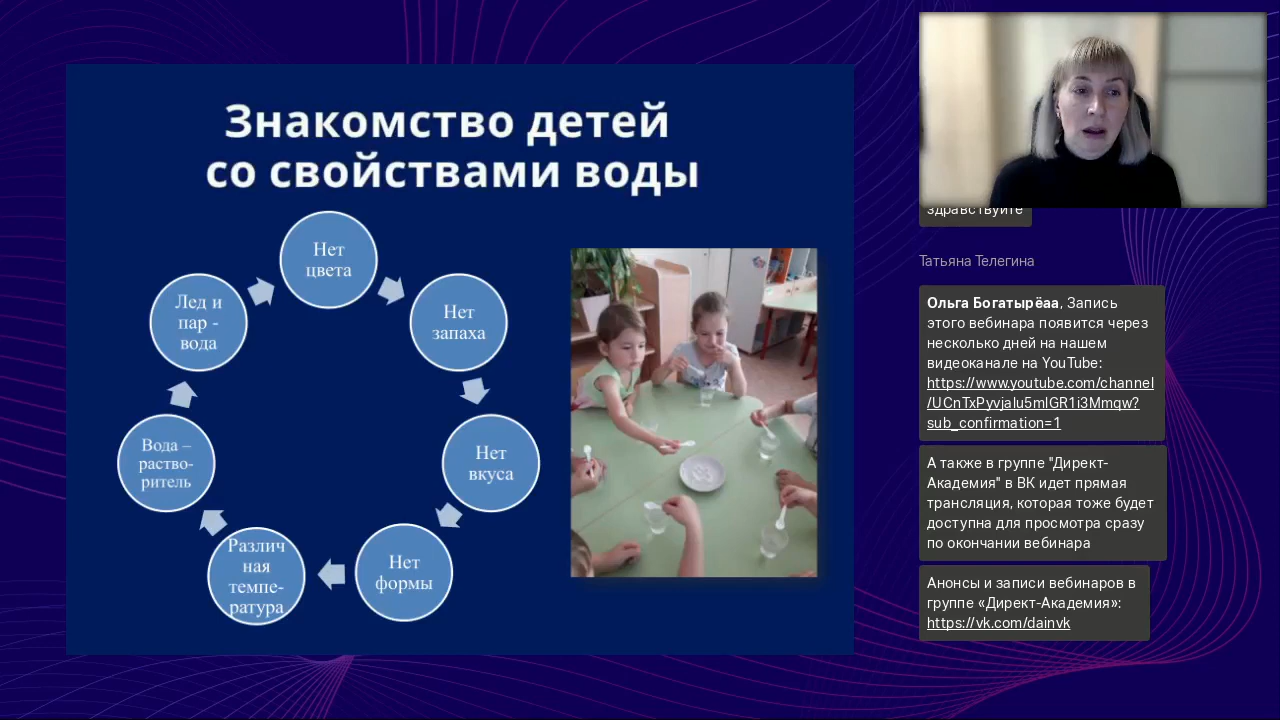 Знакомство детей
со свойствами воды
Нет
цвета
Нет
запаха
Нет
вкуса
Нет
формы
Различ
ная
темпе-
ратура
Вода –
раство-
ритель
Лед и
пар -
вода
здравствуйте
Татьяна Телегина
Ольга Богатырёаа, Запись
этого вебинара появится через
несколько дней на нашем
видеоканале на YouTube:
https://www.youtube.com/channel
/UCnTxPyvjalu5mlGR1i3Mmqw?
sub_confirmation=1
А также в группе "Директ-
Академия" в ВК идет прямая
трансляция, которая тоже будет
доступна для просмотра сразу
по окончании вебинара
Анонсы и записи вебинаров в
группе «Директ-Академия»:
https://vk.com/dainvk